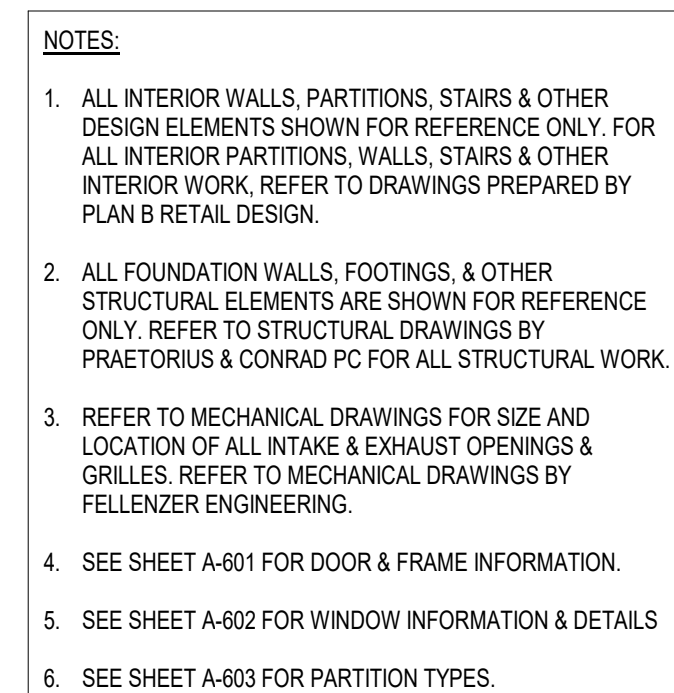 NOTES:
1. ALL INTERIOR WALLS, PARTITIONS, STAIRS & OTHER
DESIGN ELEMENTS SHOWN FOR REFERENCE ONLY. FOR
ALL INTERIOR PARTITIONS, WALLS, STAIRS & OTHER
INTERIOR WORK, REFER TO DRAWINGS PREPARED BY
PLAN B RETAIL DESIGN.
2. ALL FOUNDATION WALLS, FOOTINGS, & OTHER
STRUCTURAL ELEMENTS ARE SHOWN FOR REFERENCE
ONLY. REFER TO STRUCTURAL DRAWINGS BY
PRAETORIUS & CONRAD PC FOR ALL STRUCTURAL WORK.
3. REFER TO MECHANICAL DRAWINGS FOR SIZE AND
LOCATION OF ALL INTAKE & EXHAUST OPENINGS &
GRILLES. REFER TO MECHANICAL DRAWINGS BY
FELLENZER ENGINEERING.
4. SEE SHEET A-601 FOR DOOR & FRAME INFORMATION.
5. SEE SHEET A-602 FOR WINDOW INFORMATION & DETAILS
6. SEE SHEET A-603 FOR PARTITION TYPES.